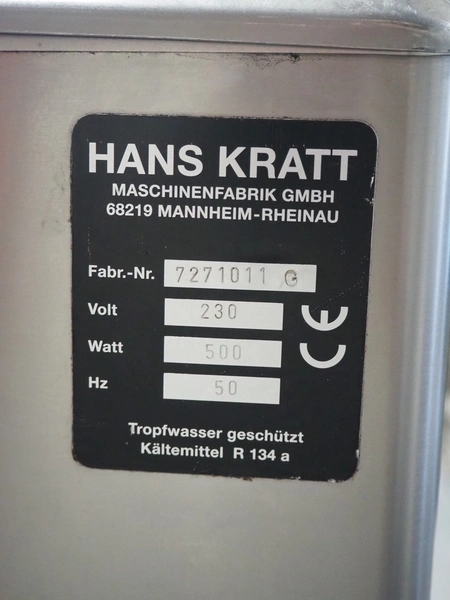 HANS KRATT
MASCHINENFABRIK GMBH
68219 MANNHEIM-RHEINAU
Fabr.-Nr. 7271011 G
Volt 230
Watt 500
Hz 50
CE
Tropfwasser geschützt
Kältemittel R 134 a